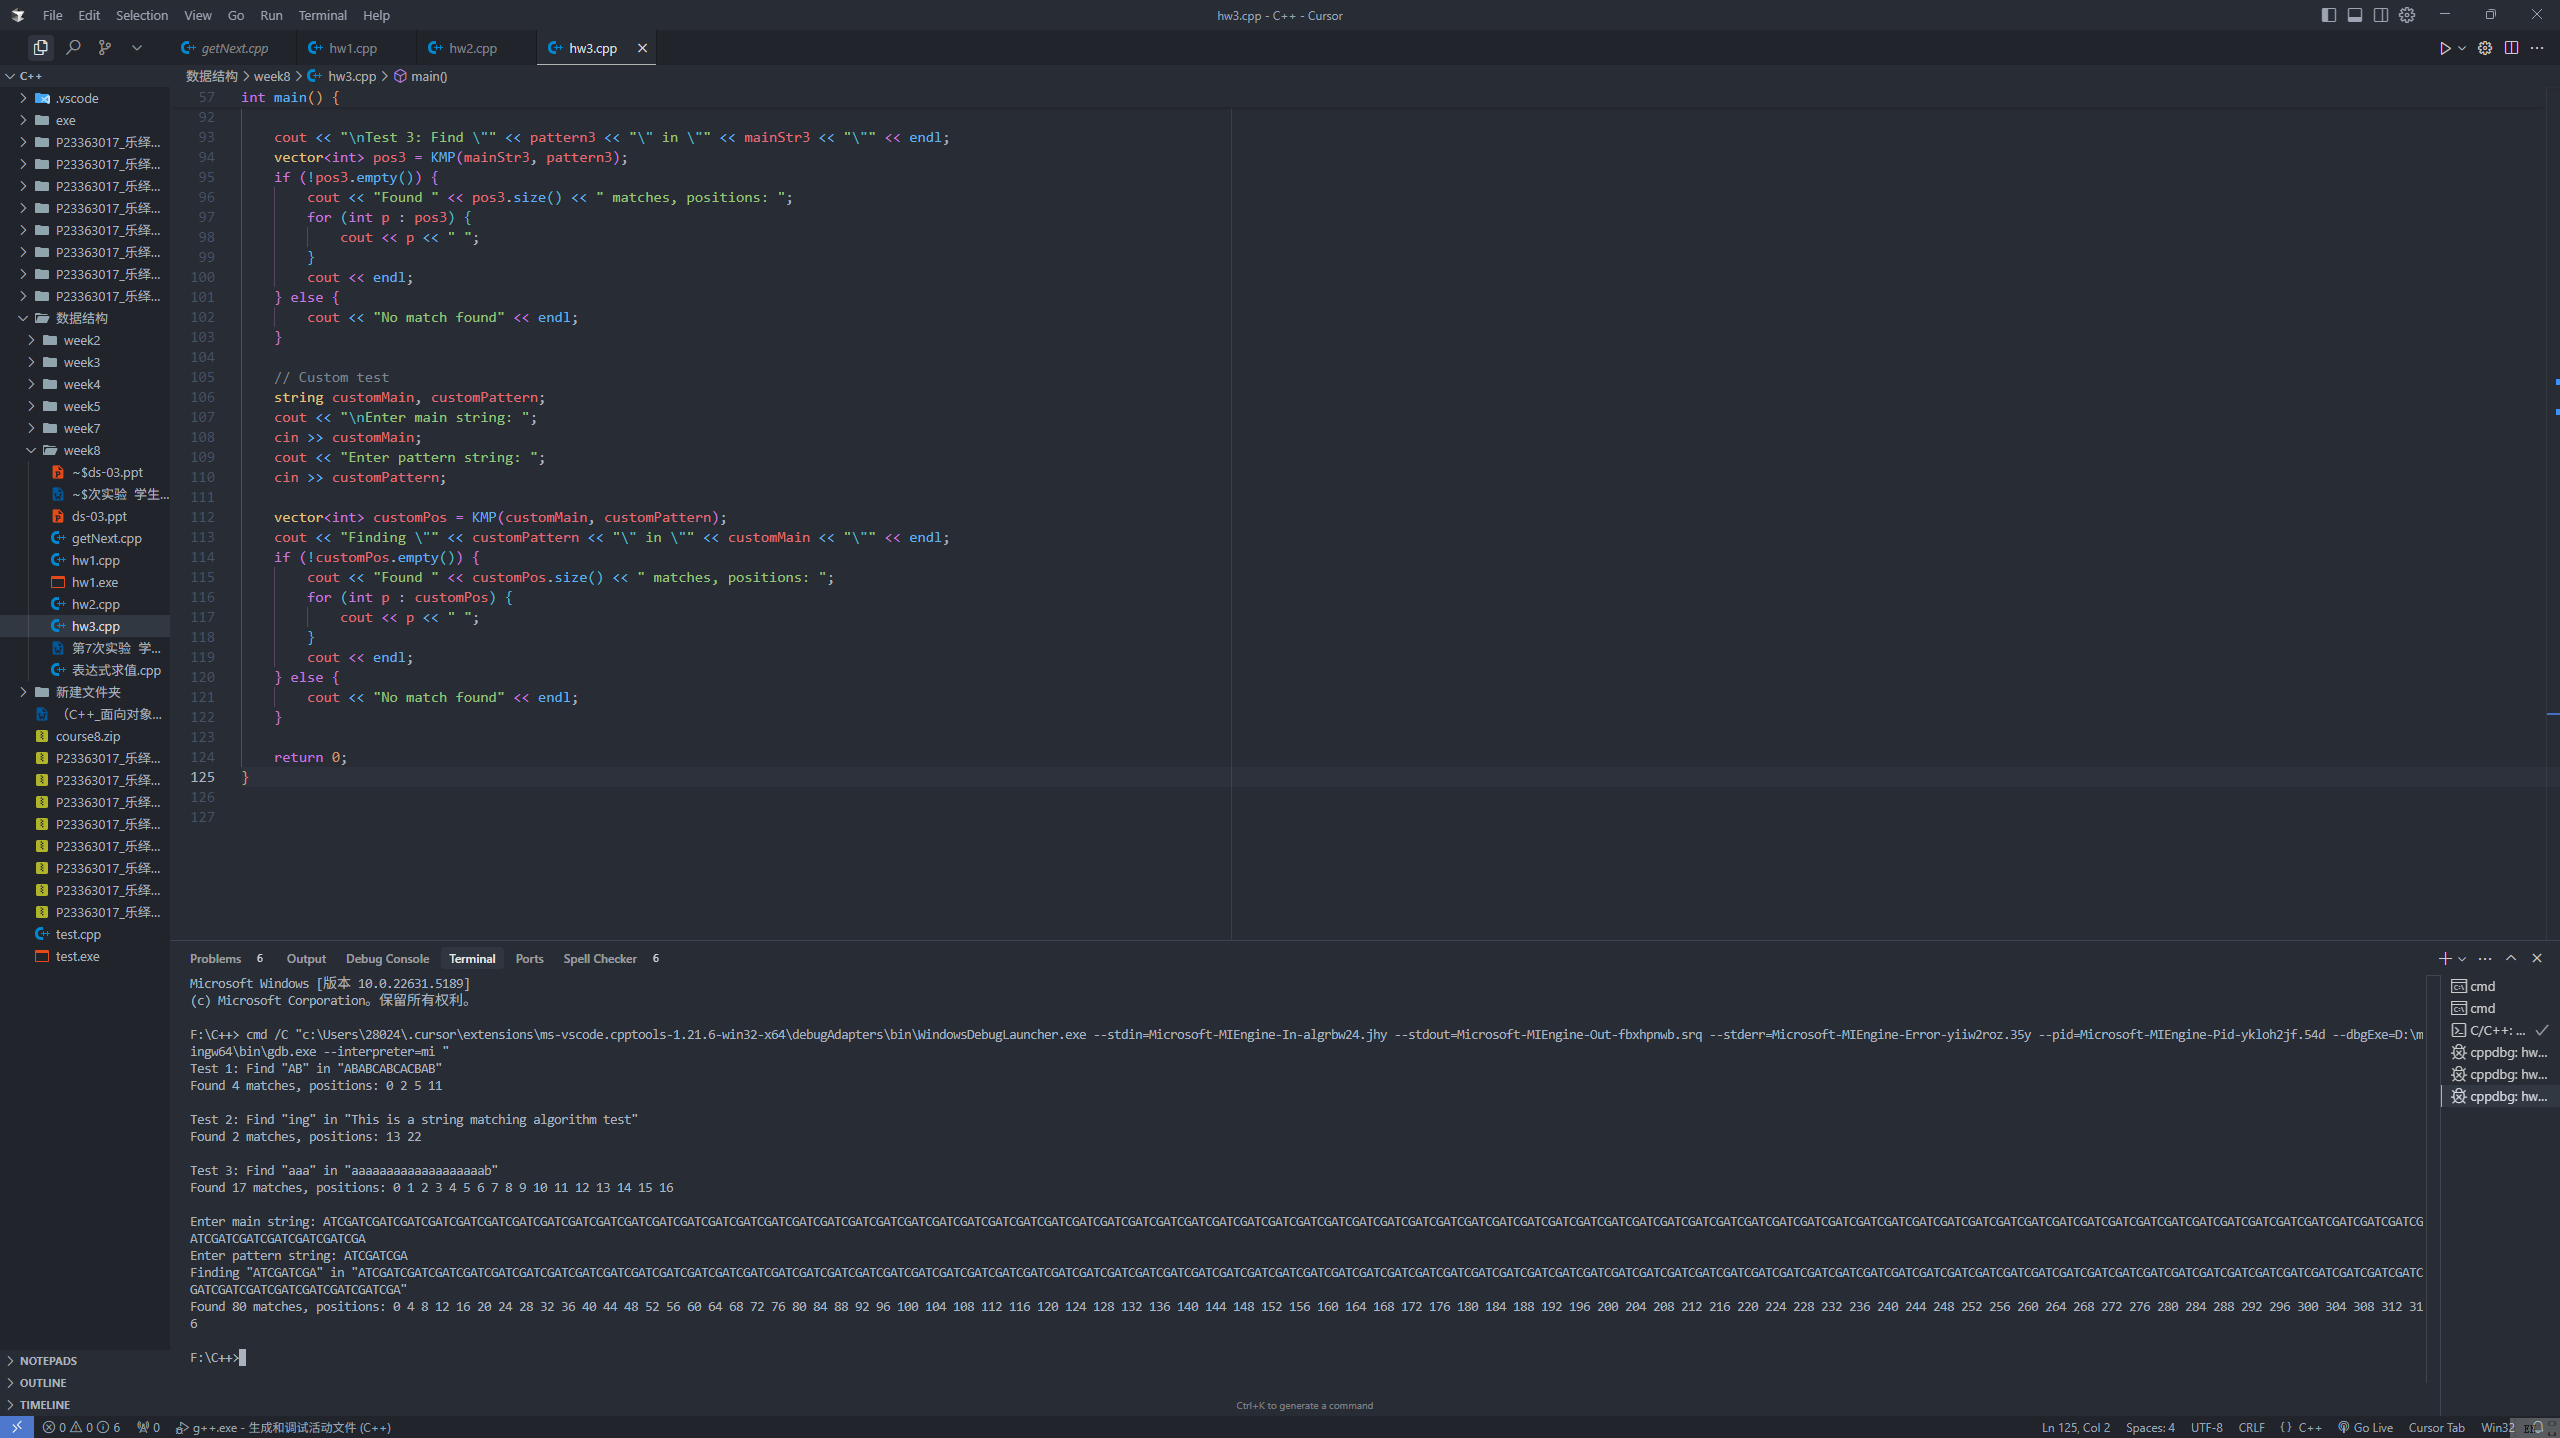 File Edit Selection View Go Run Terminal Help
hw3.cpp - C++ - Cursor
getNext.cpp
hw1.cpp
hw2.cpp
hw3.cpp
C++
.vscode
exe
P23363017_乐绎...
P23363017_乐绎...
P23363017_乐绎...
P23363017_乐绎...
P23363017_乐绎...
P23363017_乐绎...
P23363017_乐绎...
P23363017_乐绎...
数据结构
week2
week3
week4
week5
week7
week8
~$ds-03.ppt
~$次实验 学生...
ds-03.ppt
getNext.cpp
hw1.cpp
hw1.exe
hw2.cpp
hw3.cpp
第7次实验 学...
表达式求值.cpp
新建文件夹
（C++_面向对象...
course8.zip
P23363017_乐绎...
P23363017_乐绎...
P23363017_乐绎...
P23363017_乐绎...
P23363017_乐绎...
P23363017_乐绎...
P23363017_乐绎...
P23363017_乐绎...
test.cpp
test.exe
NOTEPADS
OUTLINE
TIMELINE
数据结构 > week8 > hw3.cpp > main()
57 int main() {
92
93 cout << "\nTest 3: Find \"" << pattern3 << "\" in \"" << mainStr3 << "\"" << endl;
94 vector<int> pos3 = KMP(mainStr3, pattern3);
95 if (!pos3.empty()) {
96 cout << "Found " << pos3.size() << " matches, positions: ";
97 for (int p : pos3) {
98 cout << p << " ";
99 }
100 cout << endl;
101 } else {
102 cout << "No match found" << endl;
103 }
104
105 // Custom test
106 string customMain, customPattern;
107 cout << "\nEnter main string: ";
108 cin >> customMain;
109 cout << "Enter pattern string: ";
110 cin >> customPattern;
111
112 vector<int> customPos = KMP(customMain, customPattern);
113 cout << "Finding \"" << customPattern << "\" in \"" << customMain << "\"" << endl;
114 if (!customPos.empty()) {
115 cout << "Found " << customPos.size() << " matches, positions: ";
116 for (int p : customPos) {
117 cout << p << " ";
118 }
119 cout << endl;
120 } else {
121 cout << "No match found" << endl;
122 }
123
124 return 0;
125 }
126
127
Problems 6 Output Debug Console Terminal Ports Spell Checker 6
Microsoft Windows [版本 10.0.22631.5189]
(c) Microsoft Corporation。保留所有权利。
F:\C++> cmd /C "c:\Users\28024\.cursor\extensions\ms-vscode.cpptools-1.21.6-win32-x64\debugAdapters\bin\WindowsDebugLauncher.exe --stdin=Microsoft-MIEngine-In-algrbw24.jhy --stdout=Microsoft-MIEngine-Out-fbxhpnwb.srq --stderr=Microsoft-MIEngine-Error-yiiw2roz.35y --pid=Microsoft-MIEngine-Pid-ykloh2jf.54d --dbgExe=D:\m
ingw64\bin\gdb.exe --interpreter=mi "
Test 1: Find "AB" in "ABABCABCACBAB"
Found 4 matches, positions: 0 2 5 11
Test 2: Find "ing" in "This is a string matching algorithm test"
Found 2 matches, positions: 13 22
Test 3: Find "aaa" in "aaaaaaaaaaaaaaaaaaab"
Found 17 matches, positions: 0 1 2 3 4 5 6 7 8 9 10 11 12 13 14 15 16
Enter main string:
ATCGATCGATCGATCGATCGATCGA
Enter pattern string: ATCGATCGA
Finding "ATCGATCGA" in
Found 80 matches, positions: 0 4 8 12 16 20 24 28 32 36 40 44 48 52 56 60 64 68 72 76 80 84 88 92 96 100 104 108 112 116 120 124 128 132 136 140 144 148 152 156 160 164 168 172 176 180 184 188 192 196 200 204 208 212 216 220 224 228 232 236 240 244 248 252 256 260 264 268 272 276 280 284 288 292 296 300 304 308 312 31
6
F:\C++>
cmd
cmd
C/C++: ...
cppdbg: hw...
cppdbg: hw...
cppdbg: hw...
Ctrl+K to generate a command
0 0 6 0 g++.exe - 生成和调试活动文件 (C++)
Ln 125, Col 2 Spaces: 4 UTF-8 CRLF {} C++ Go Live Cursor Tab Win32